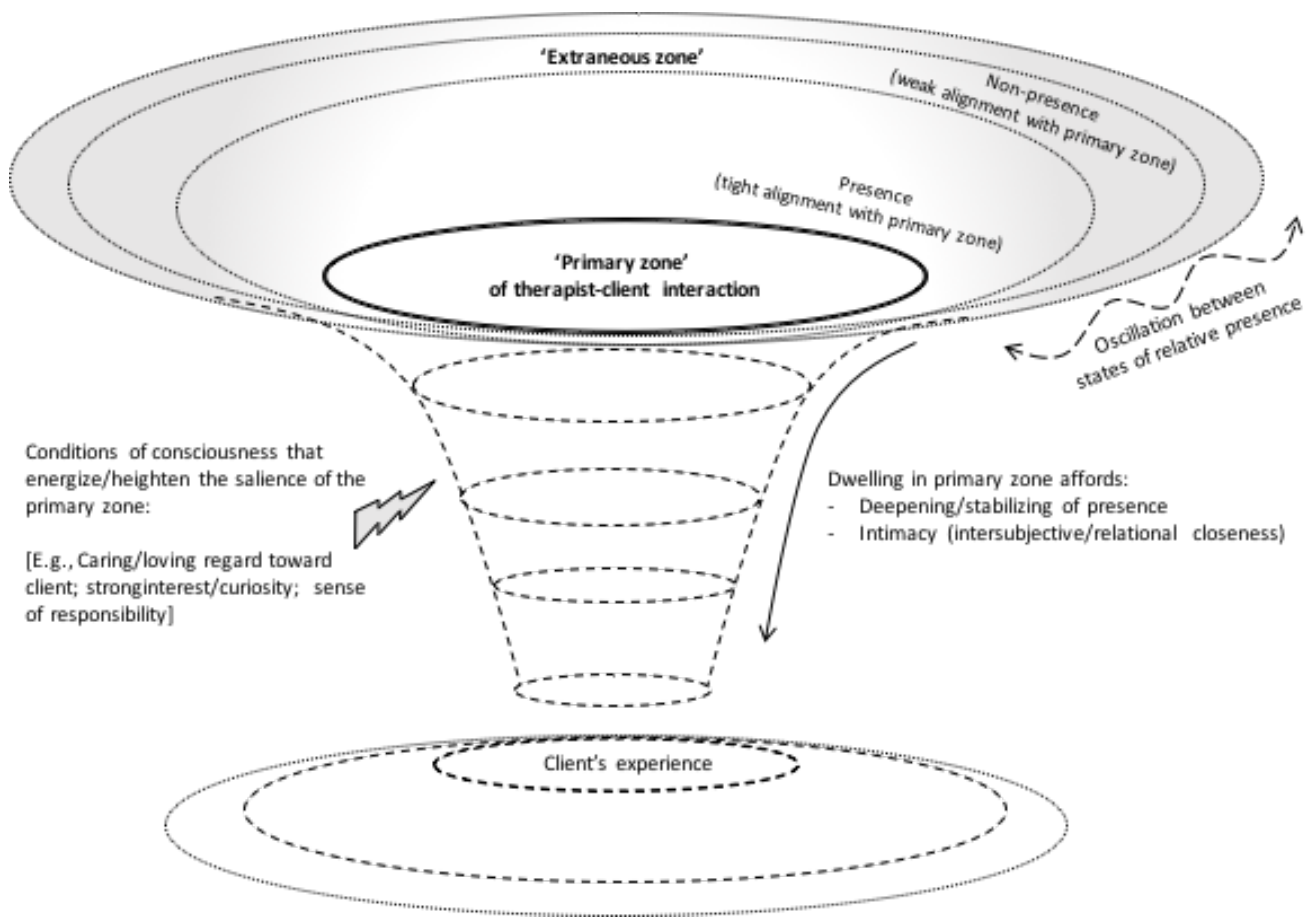 ‘Extraneous zone’
Non-presence
(weak alignment with primary zone)
Presence
(tight alignment with primary zone)
‘Primary zone’
of therapist-client interaction
Oscillation between
states of relative presence
Conditions of consciousness that
energize/heighten the salience of the
primary zone:
[E.g., Caring/loving regard toward
client; stronginterest/curiosity; sense
of responsibility]
Dwelling in primary zone affords:
- Deepening/stabilizing of presence
- Intimacy (intersubjective/relational closeness)
Client’s experience